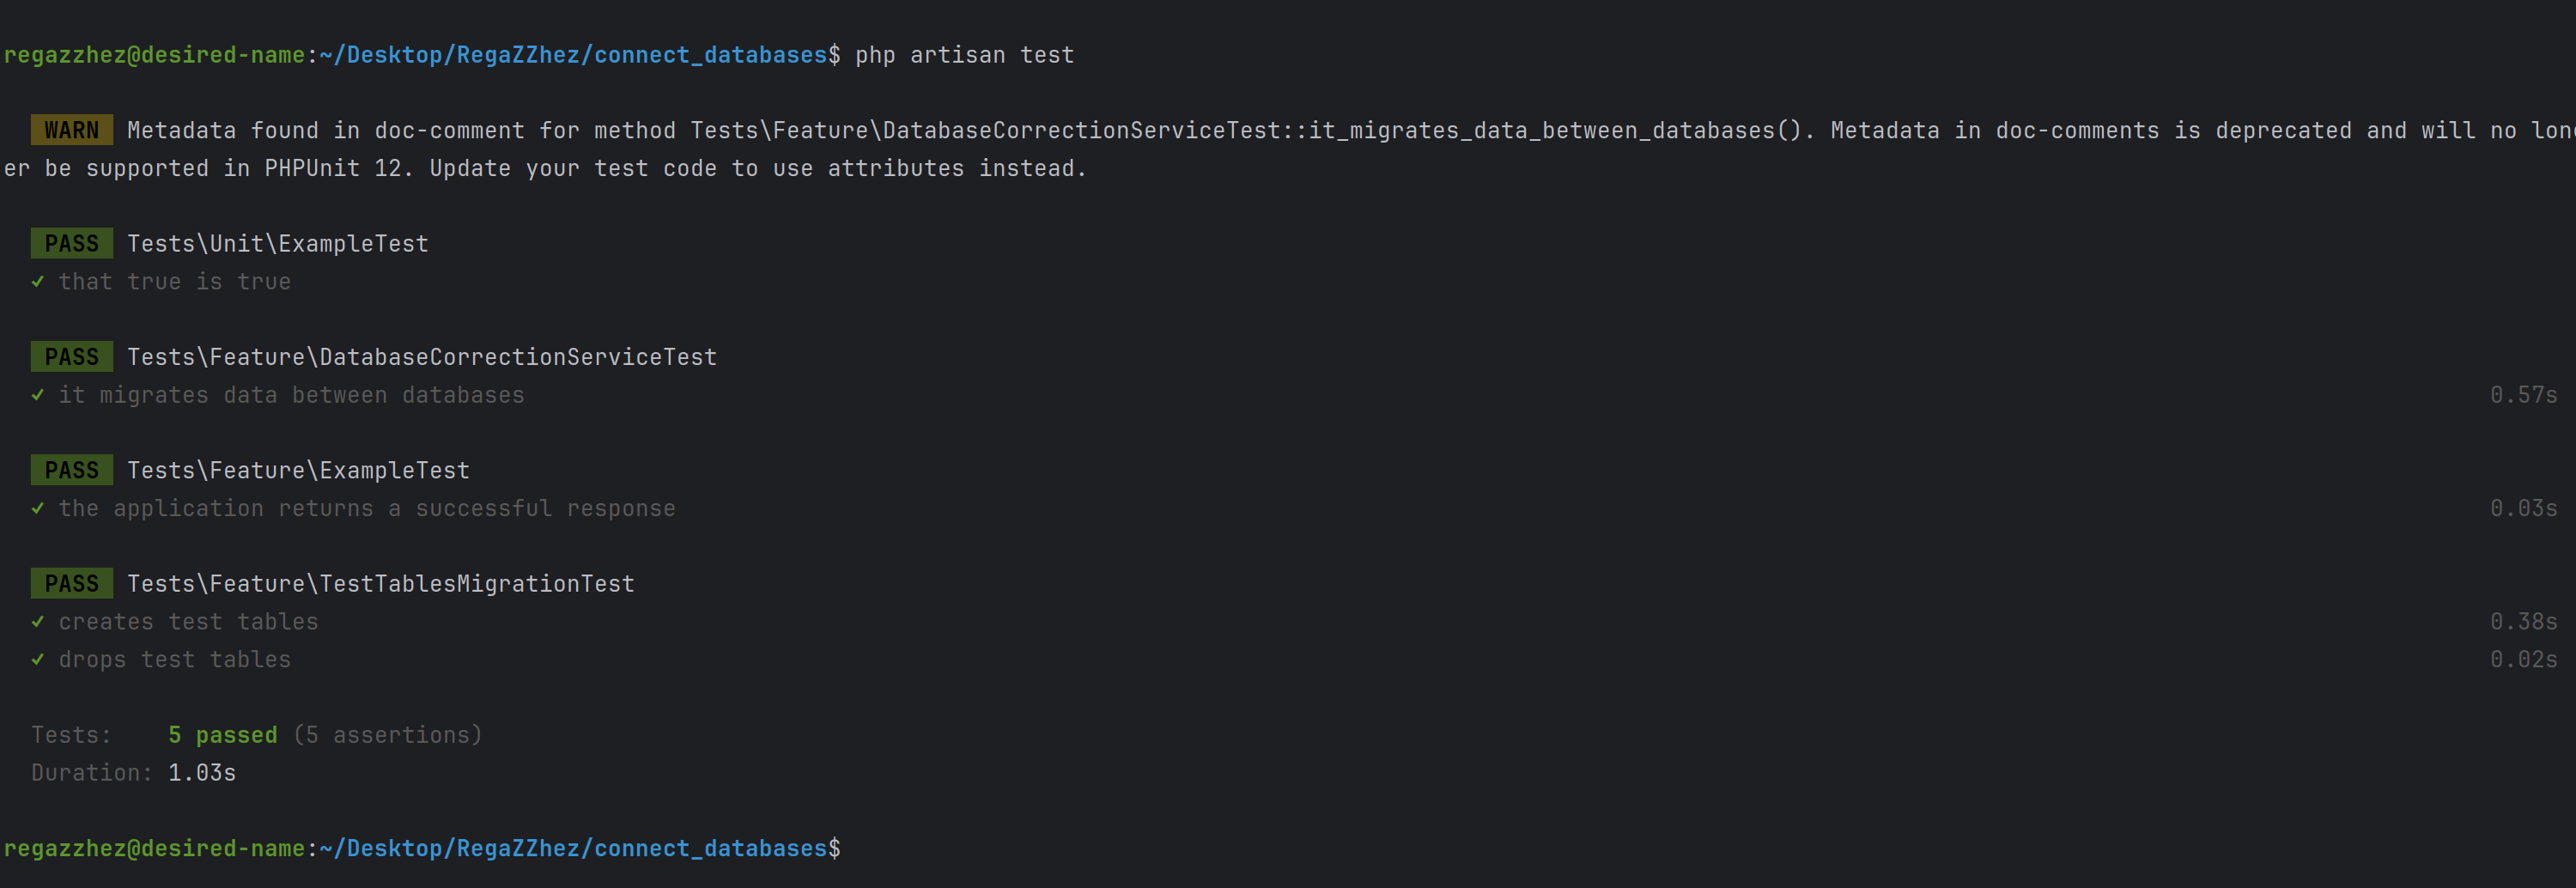 regazzhez@desired-name:~/Desktop/RegaZZhez/connect_databases$ php artisan test
WARN Metadata found in doc-comment for method Tests\Feature\DatabaseCorrectionServiceTest::it_migrates_data_between_databases(). Metadata in doc-comments is deprecated and will no long
er be supported in PHPUnit 12. Update your test code to use attributes instead.
PASS Tests\Unit\ExampleTest
✓ that true is true
PASS Tests\Feature\DatabaseCorrectionServiceTest
✓ it migrates data between databases 0.57s
PASS Tests\Feature\ExampleTest
✓ the application returns a successful response 0.03s
PASS Tests\Feature\TestTablesMigrationTest
✓ creates test tables 0.38s
✓ drops test tables 0.02s
Tests: 5 passed (5 assertions)
Duration: 1.03s
regazzhez@desired-name:~/Desktop/RegaZZhez/connect_databases$